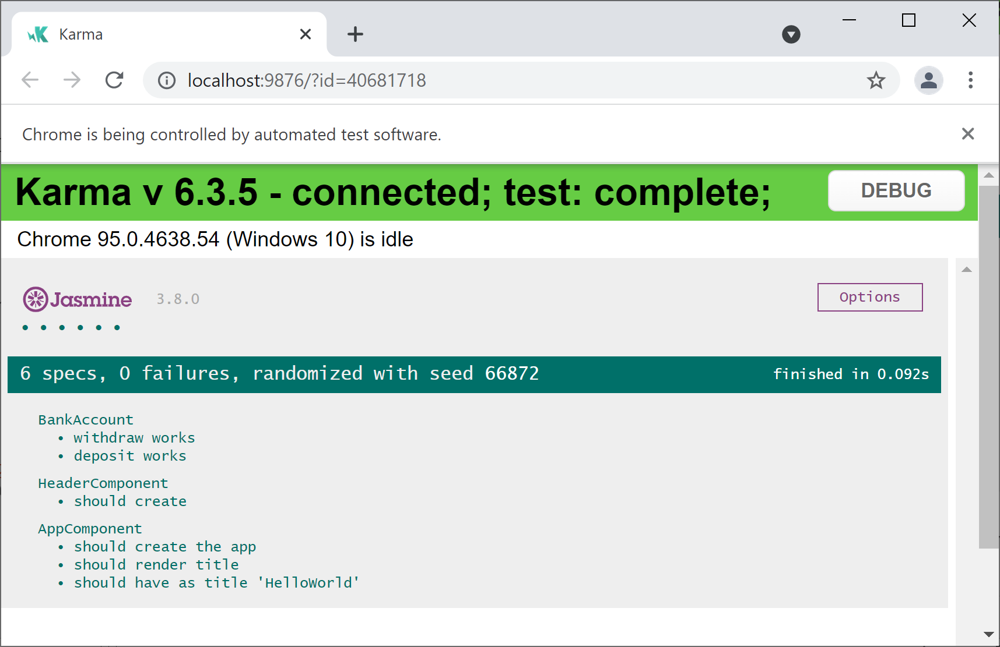 Karma
localhost:9876/?id=40681718
Chrome is being controlled by automated test software.
Karma v 6.3.5 - connected; test: complete;
DEBUG
Chrome 95.0.4638.54 (Windows 10) is idle
Jasmine 3.8.0
Options
• • • • • •
6 specs, 0 failures, randomized with seed 66872
finished in 0.092s
BankAccount
• withdraw works
• deposit works
HeaderComponent
• should create
AppComponent
• should create the app
• should render title
• should have as title 'HelloWorld'